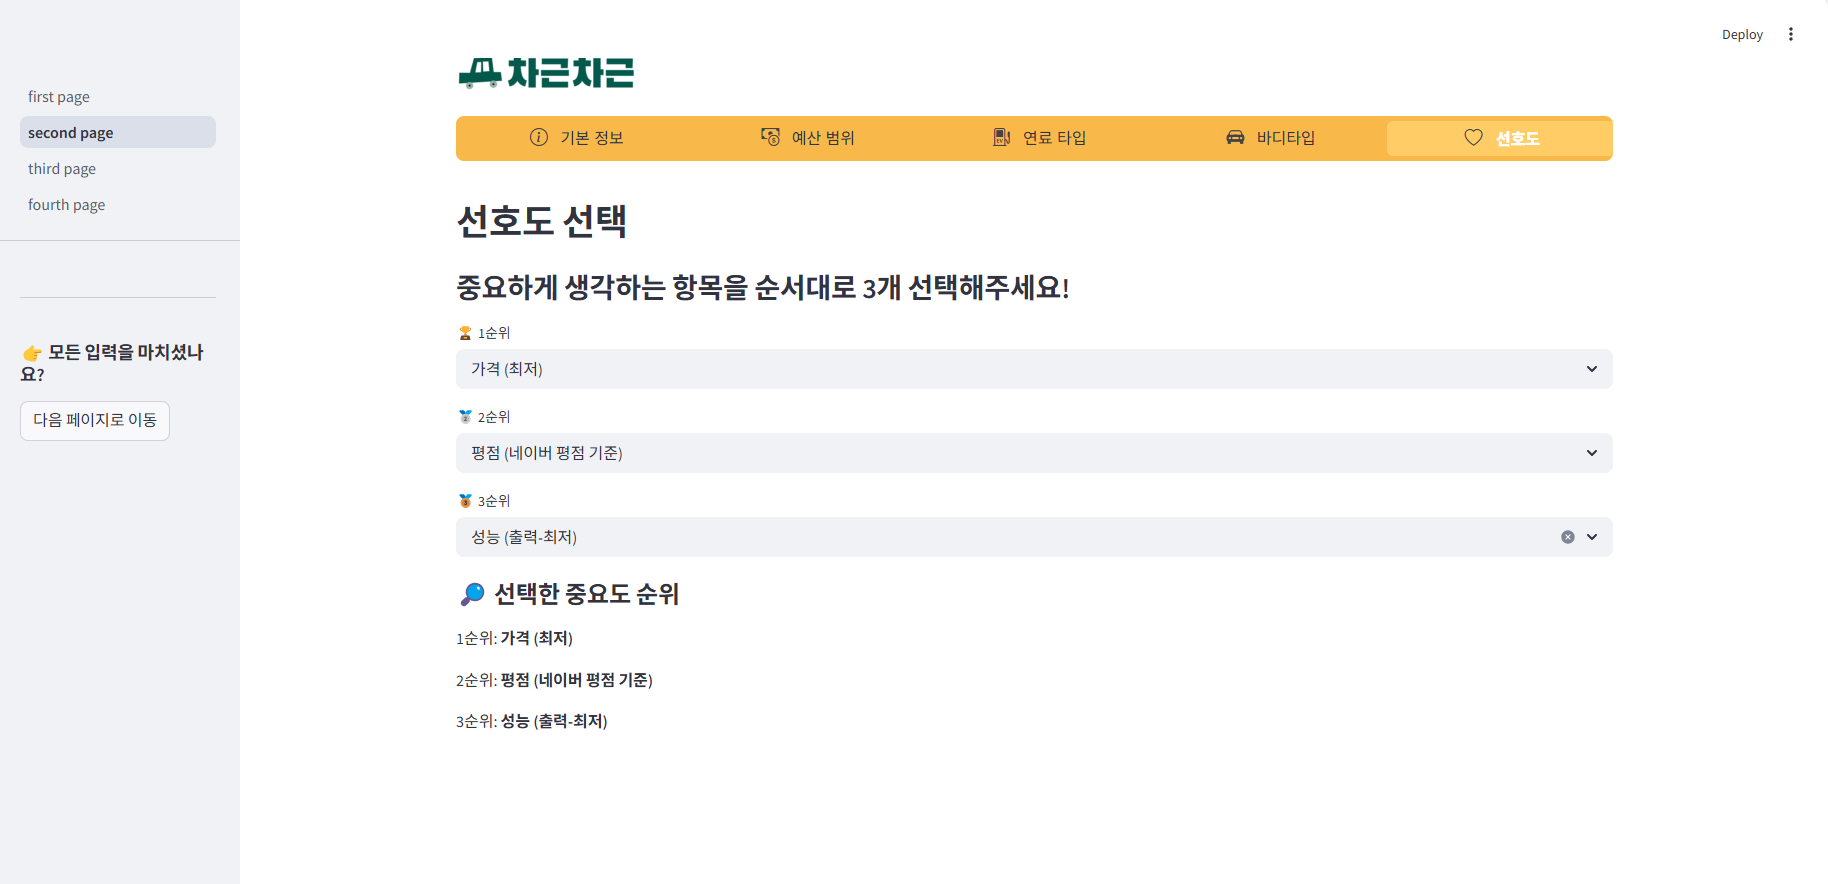 Deploy
first page
second page
third page
fourth page
👉 모든 입력을 마치셨나
요?
다음 페이지로 이동
차근차근
기본 정보
예산 범위
연료 타입
바디타입
선호도
선호도 선택
중요하게 생각하는 항목을 순서대로 3개 선택해주세요!
🏆 1순위
가격 (최저)
🥈 2순위
평점 (네이버 평점 기준)
🥉 3순위
성능 (출력-최저)
🔎 선택한 중요도 순위
1순위: 가격 (최저)
2순위: 평점 (네이버 평점 기준)
3순위: 성능 (출력-최저)